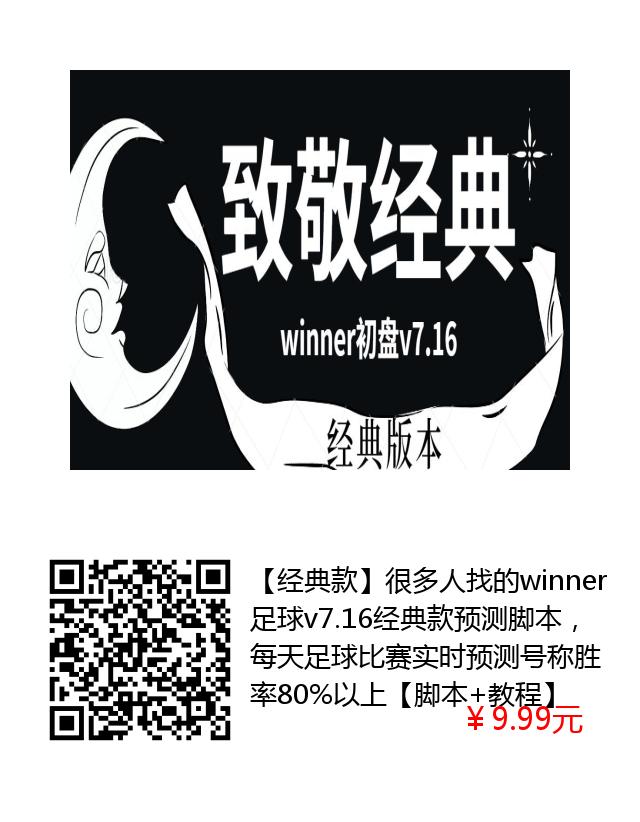 致敬经典
winner初盘v7.16
经典版本
【经典款】很多人找的winner
足球v7.16经典款预测脚本，
每天足球比赛实时预测号称胜
率80%以上【脚本+教程】
¥9.99元